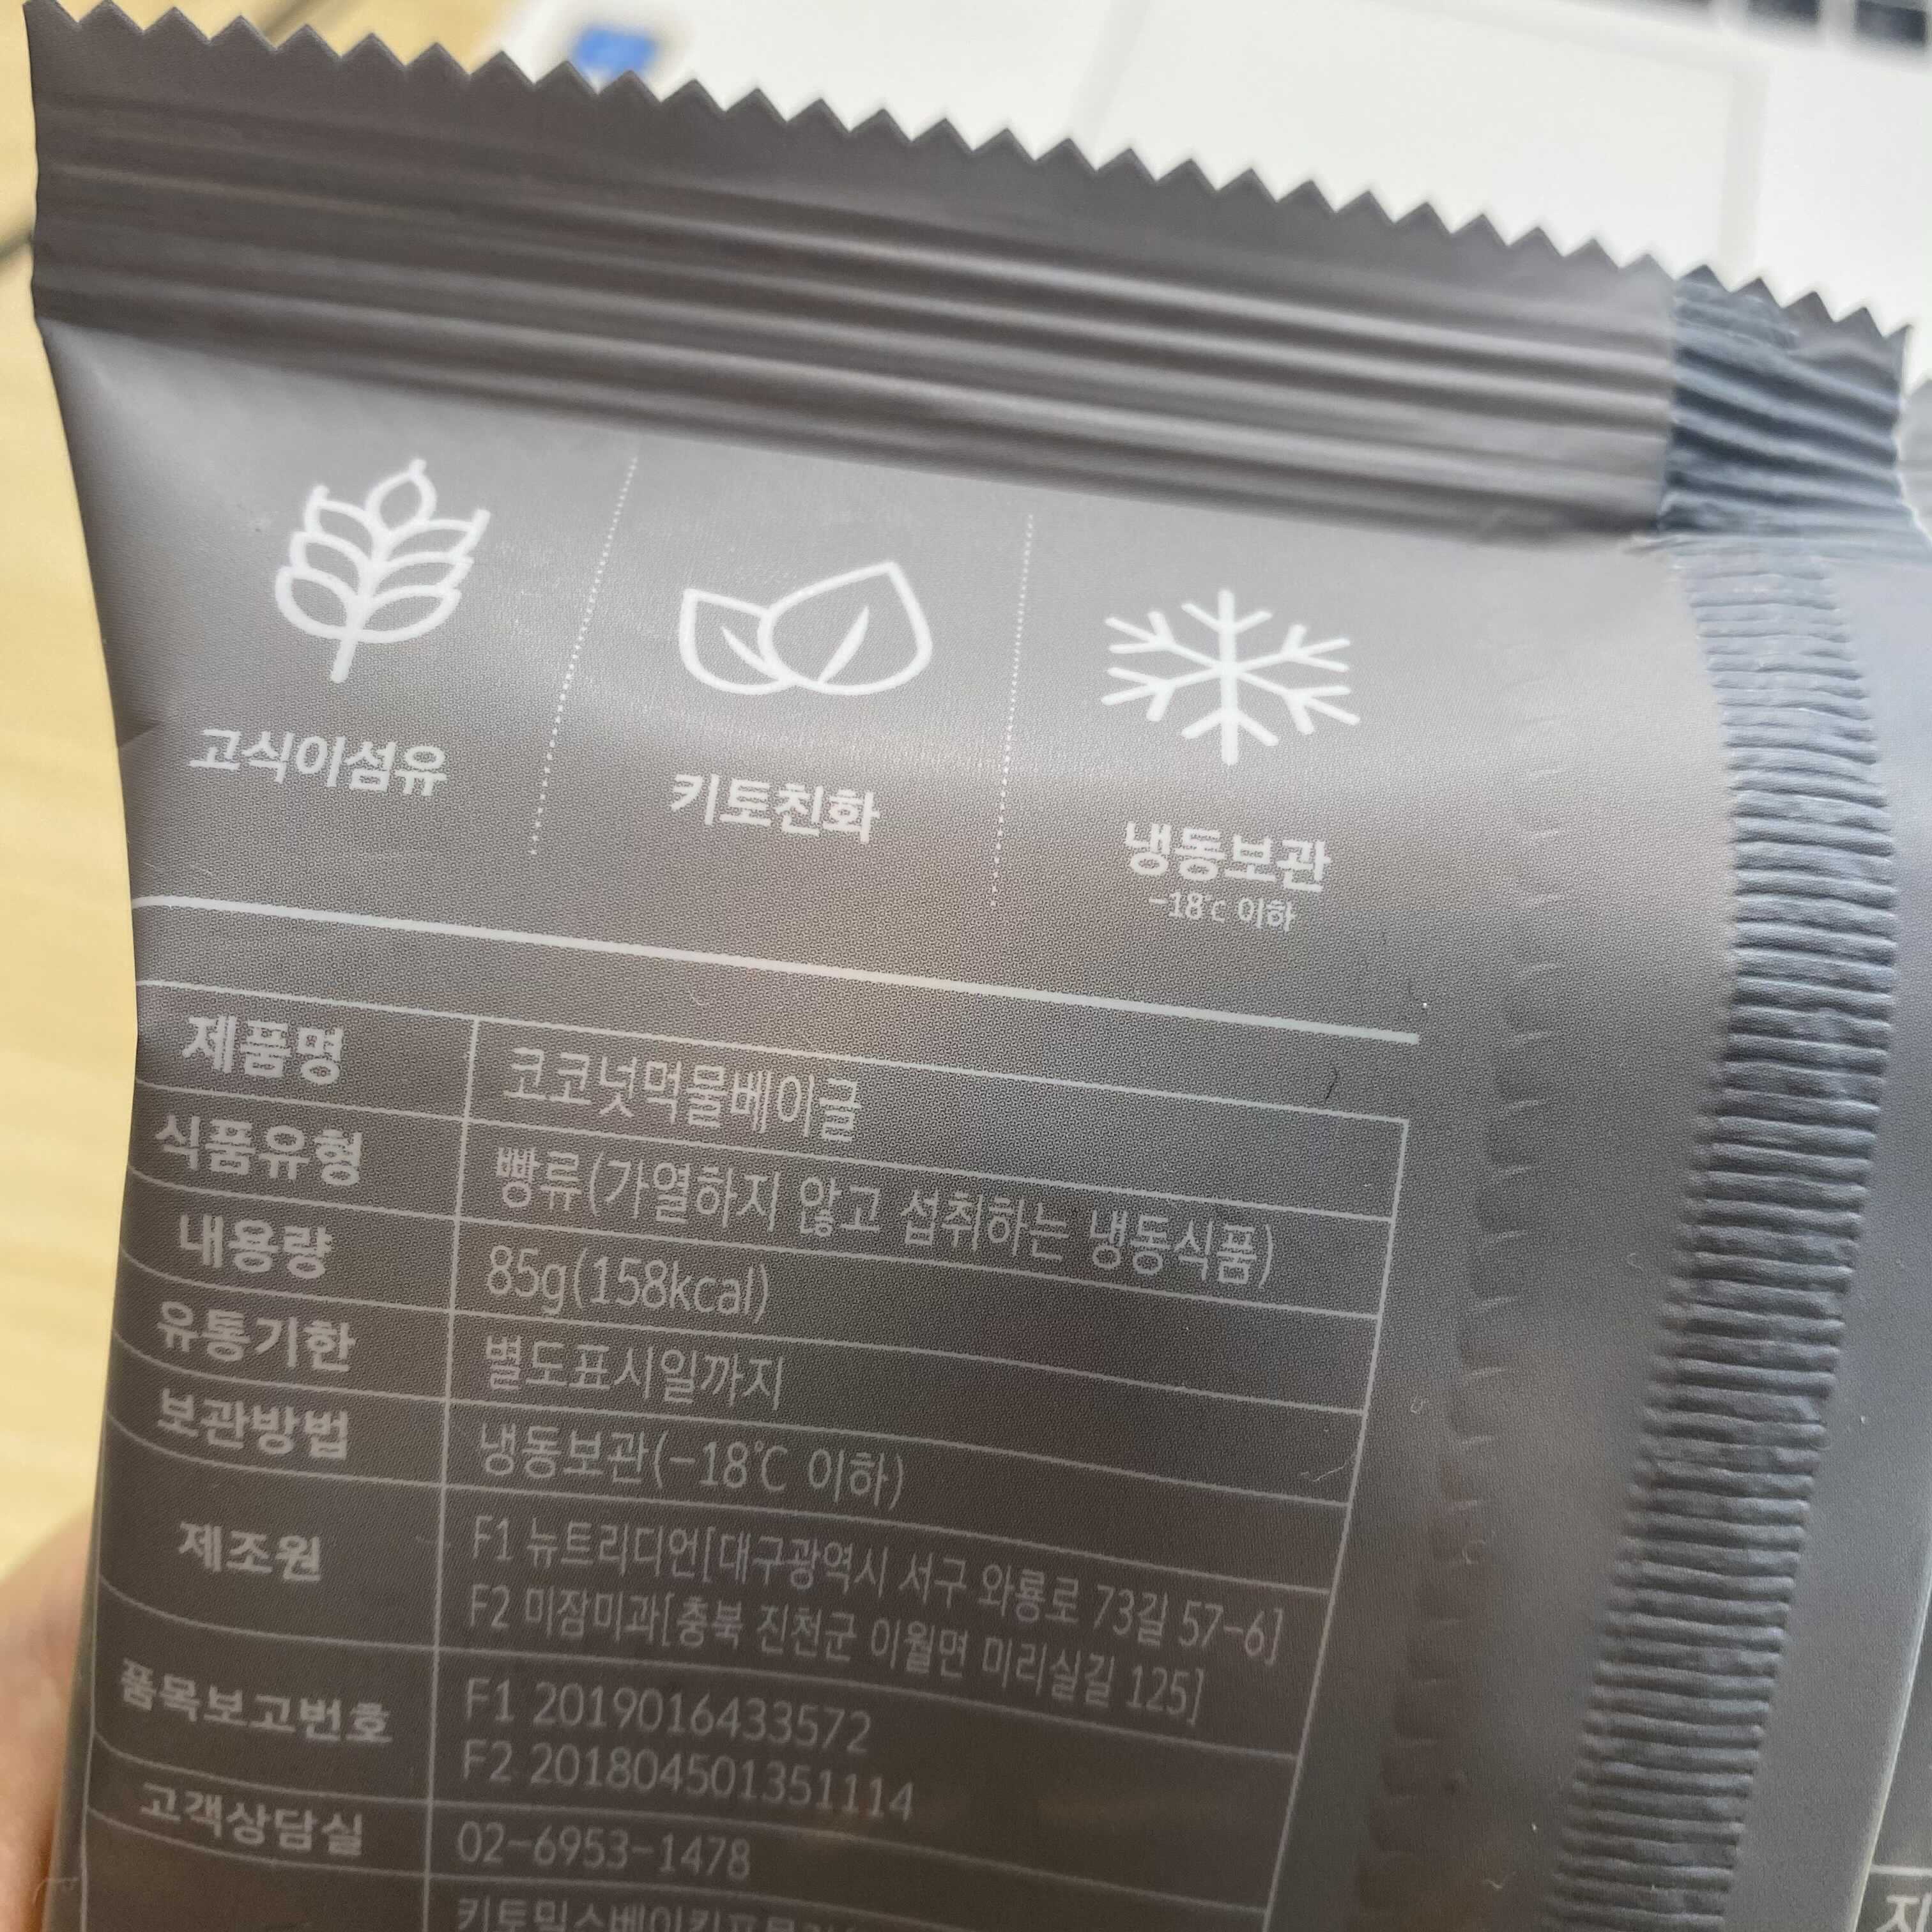 고식이섬유
키토친화
냉동보관
-18℃ 이하
제품명 코코넛먹물베이글
식품유형 빵류(가열하지 않고 섭취하는 냉동식품)
내용량 85g(158kcal)
유통기한 별도표시일까지
보관방법 냉동보관(-18℃ 이하)
제조원 F1 뉴트리디언[대구광역시 서구 와룡로 73길 57-6]
F2 미잠미과[충북 진천군 이월면 미리실길 125]
품목보고번호 F1 2019016433572
F2 201804501351114
고객상담실 02-6953-1478